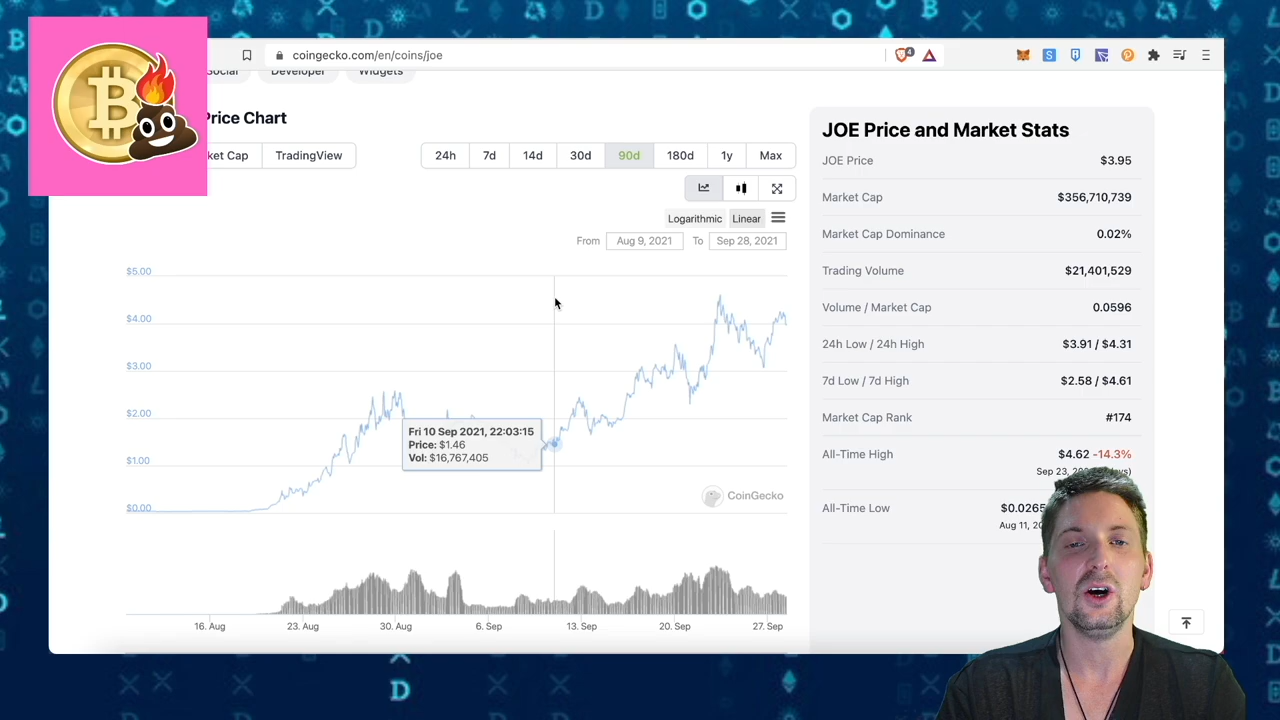 coingecko.com/en/coins/joe
4
Developer
Widgets
Price Chart
TradingView
24h 7d 14d 30d 90d 180d 1y Max
Logarithmic Linear
From Aug 9, 2021 To Sep 28, 2021
$5.00
$4.00
$3.00
$2.00
$1.00
$0.00
Fri 10 Sep 2021, 22:03:15
Price: $1.46
Vol: $16,767,405
CoinGecko
16. Aug 23. Aug 30. Aug 6. Sep 13. Sep 20. Sep 27. Sep
JOE Price and Market Stats
JOE Price $3.95
Market Cap $356,710,739
Market Cap Dominance 0.02%
Trading Volume $21,401,529
Volume / Market Cap 0.0596
24h Low / 24h High $3.91 / $4.31
7d Low / 7d High $2.58 / $4.61
Market Cap Rank #174
All-Time High $4.62 -14.3%
Sep 23,
All-Time Low $0.0265
Aug 11,